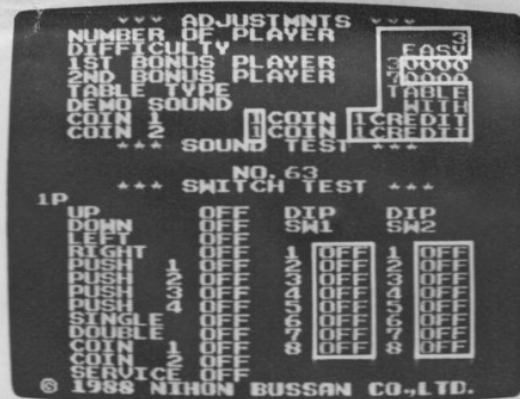 *** ADJUSTMNTS ***
NUMBER OF PLAYER 3
DIFFICULTY EASY
1ST BONUS PLAYER 30000
2ND BONUS PLAYER 70000
TABLE TYPE TABLE
DEMO SOUND WITH
COIN 1 1COIN 1CREDIT
COIN 2 1COIN 1CREDIT
*** SOUND TEST ***
NO. 63
*** SWITCH TEST ***
1P
UP OFF DIP DIP
DOWN OFF SW1 SW2
LEFT OFF
RIGHT OFF 1 OFF 1 OFF
PUSH 1 OFF 2 OFF 2 OFF
PUSH 2 OFF 3 OFF 3 OFF
PUSH 3 OFF 4 OFF 4 OFF
PUSH 4 OFF 5 OFF 5 OFF
SINGLE OFF 6 OFF 6 OFF
DOUBLE OFF 7 OFF 7 OFF
COIN 1 OFF 8 OFF 8 OFF
COIN 2 OFF
SERVICE OFF
© 1988 NIHON BUSSAN CO.,LTD.